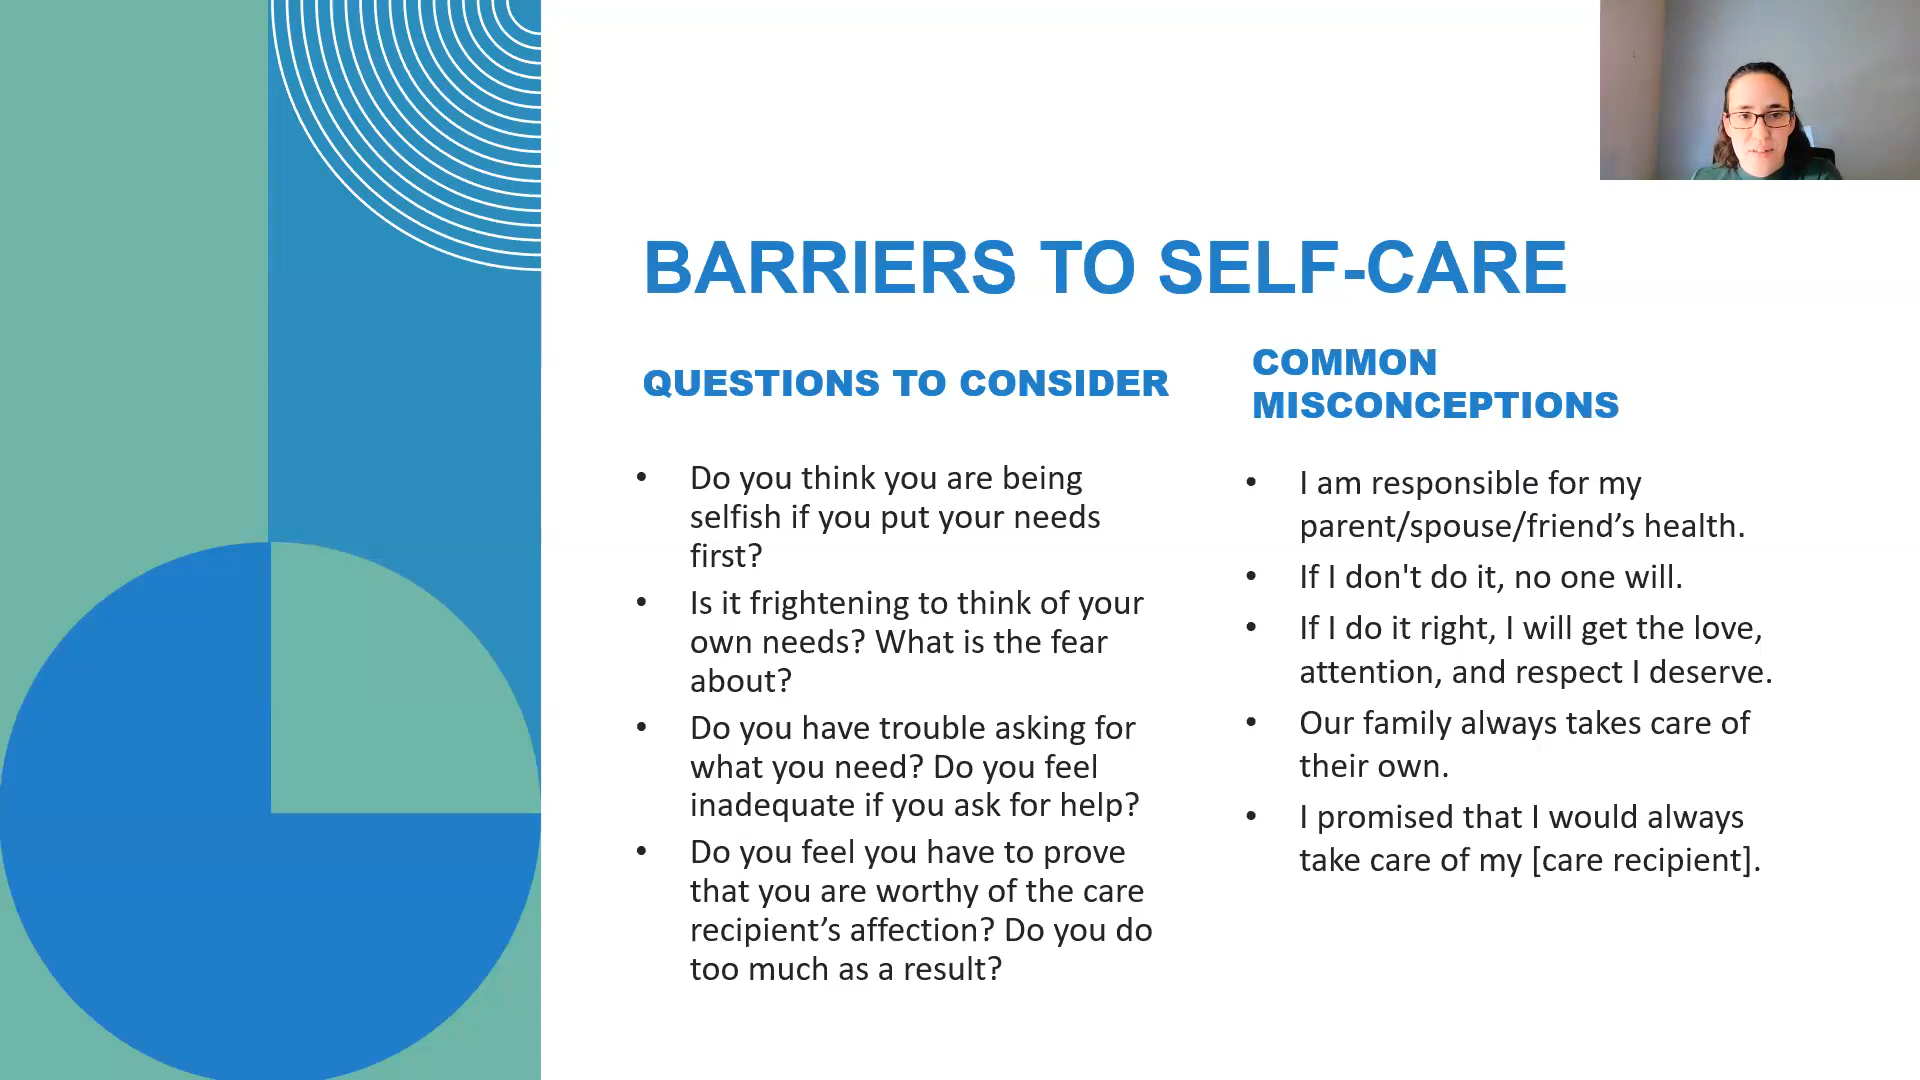 BARRIERS TO SELF-CARE
QUESTIONS TO CONSIDER
• Do you think you are being
selfish if you put your needs
first?
• Is it frightening to think of your
own needs? What is the fear
about?
• Do you have trouble asking for
what you need? Do you feel
inadequate if you ask for help?
• Do you feel you have to prove
that you are worthy of the care
recipient’s affection? Do you do
too much as a result?
COMMON
MISCONCEPTIONS
• I am responsible for my
parent/spouse/friend’s health.
• If I don't do it, no one will.
• If I do it right, I will get the love,
attention, and respect I deserve.
• Our family always takes care of
their own.
• I promised that I would always
take care of my [care recipient].